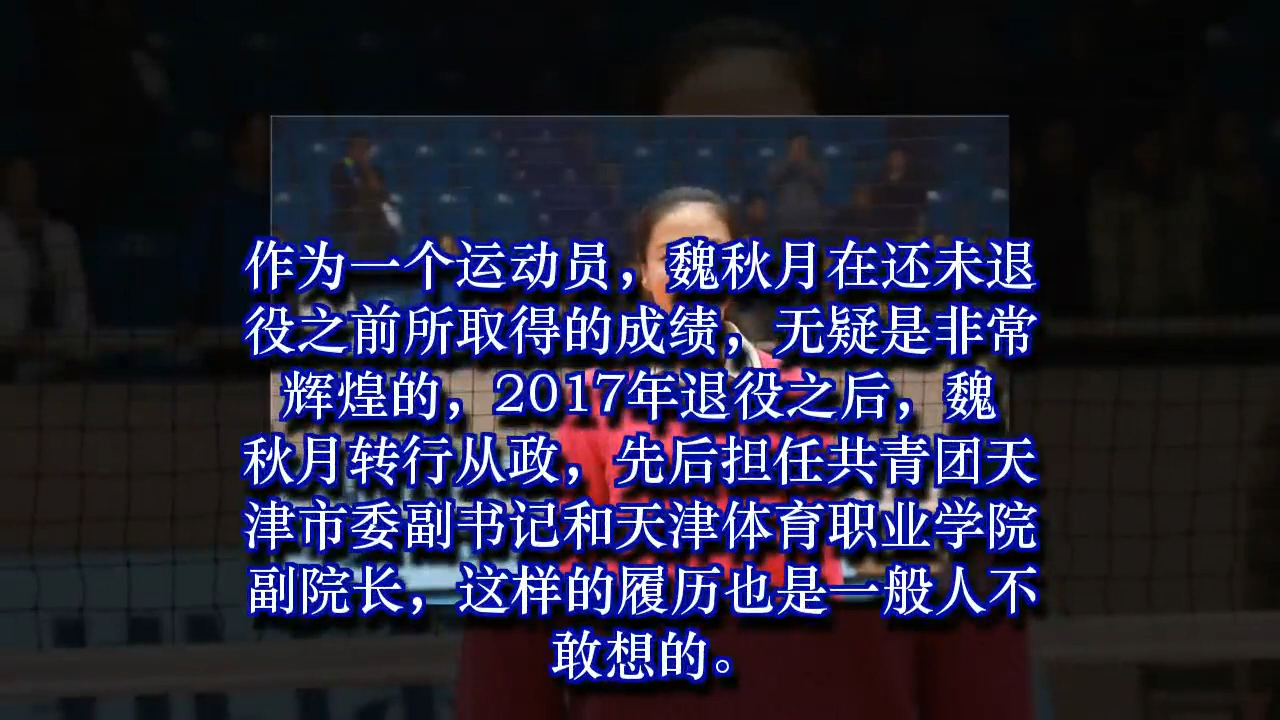 作为一个运动员，魏秋月在还未退
役之前所取得的成绩，无疑是非常
辉煌的，2017年退役之后，魏
秋月转行从政，先后担任共青团天
津市委副书记和天津体育职业学院
副院长，这样的履历也是一般人不
敢想的。